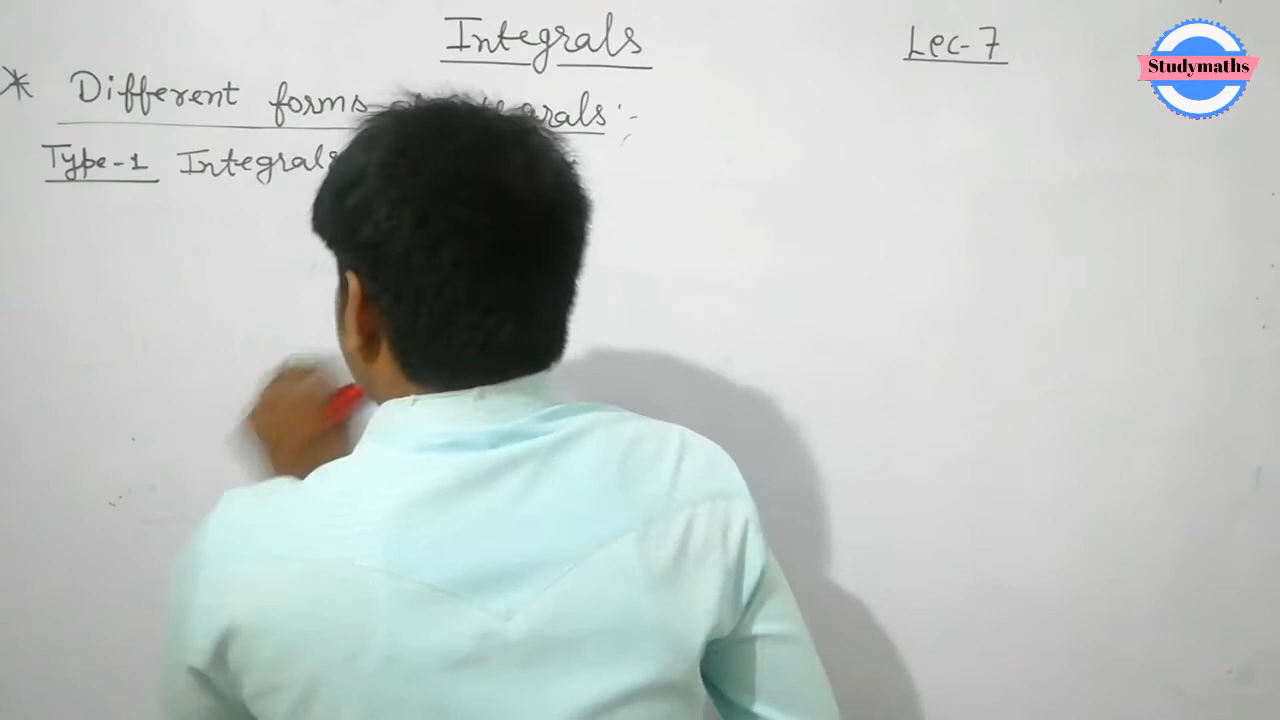 Integrals
Lec-7
Studymaths
* Different forms :-
Type-1 Integrals